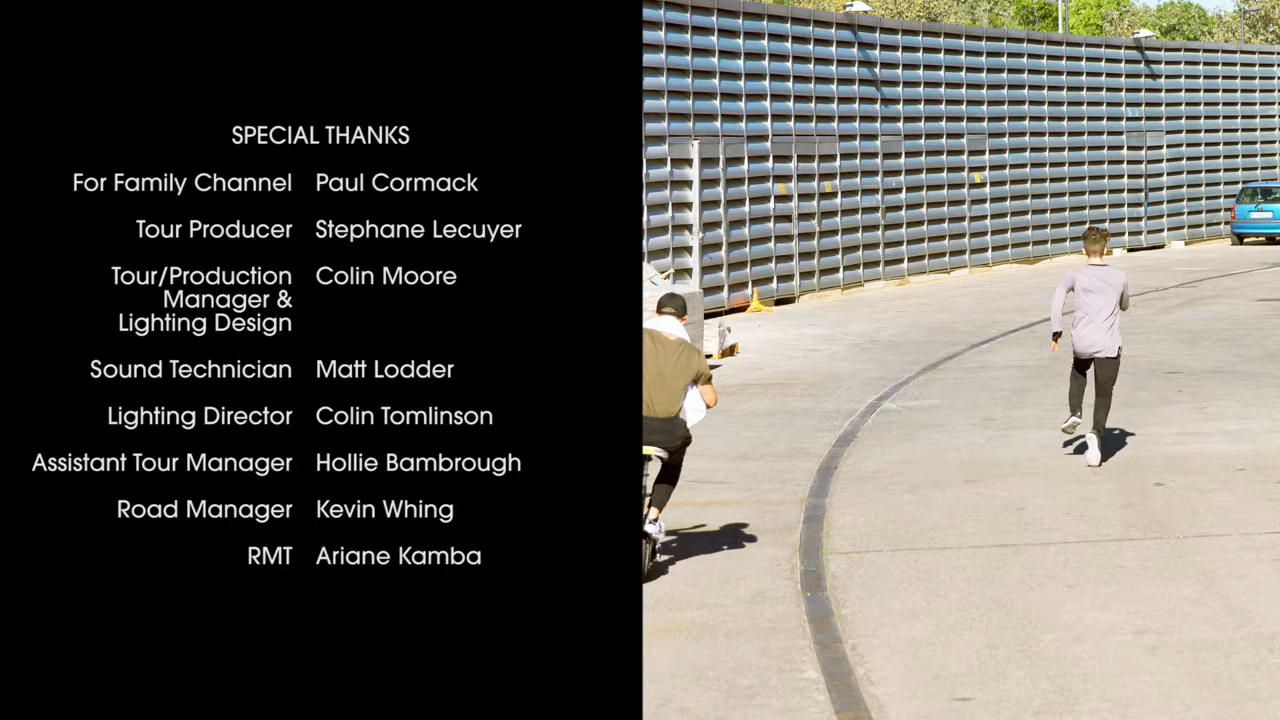 SPECIAL THANKS
For Family Channel Paul Cormack
Tour Producer Stephane Lecuyer
Tour/Production Colin Moore
Manager &
Lighting Design
Sound Technician Matt Lodder
Lighting Director Colin Tomlinson
Assistant Tour Manager Hollie Bambrough
Road Manager Kevin Whing
RMT Ariane Kamba